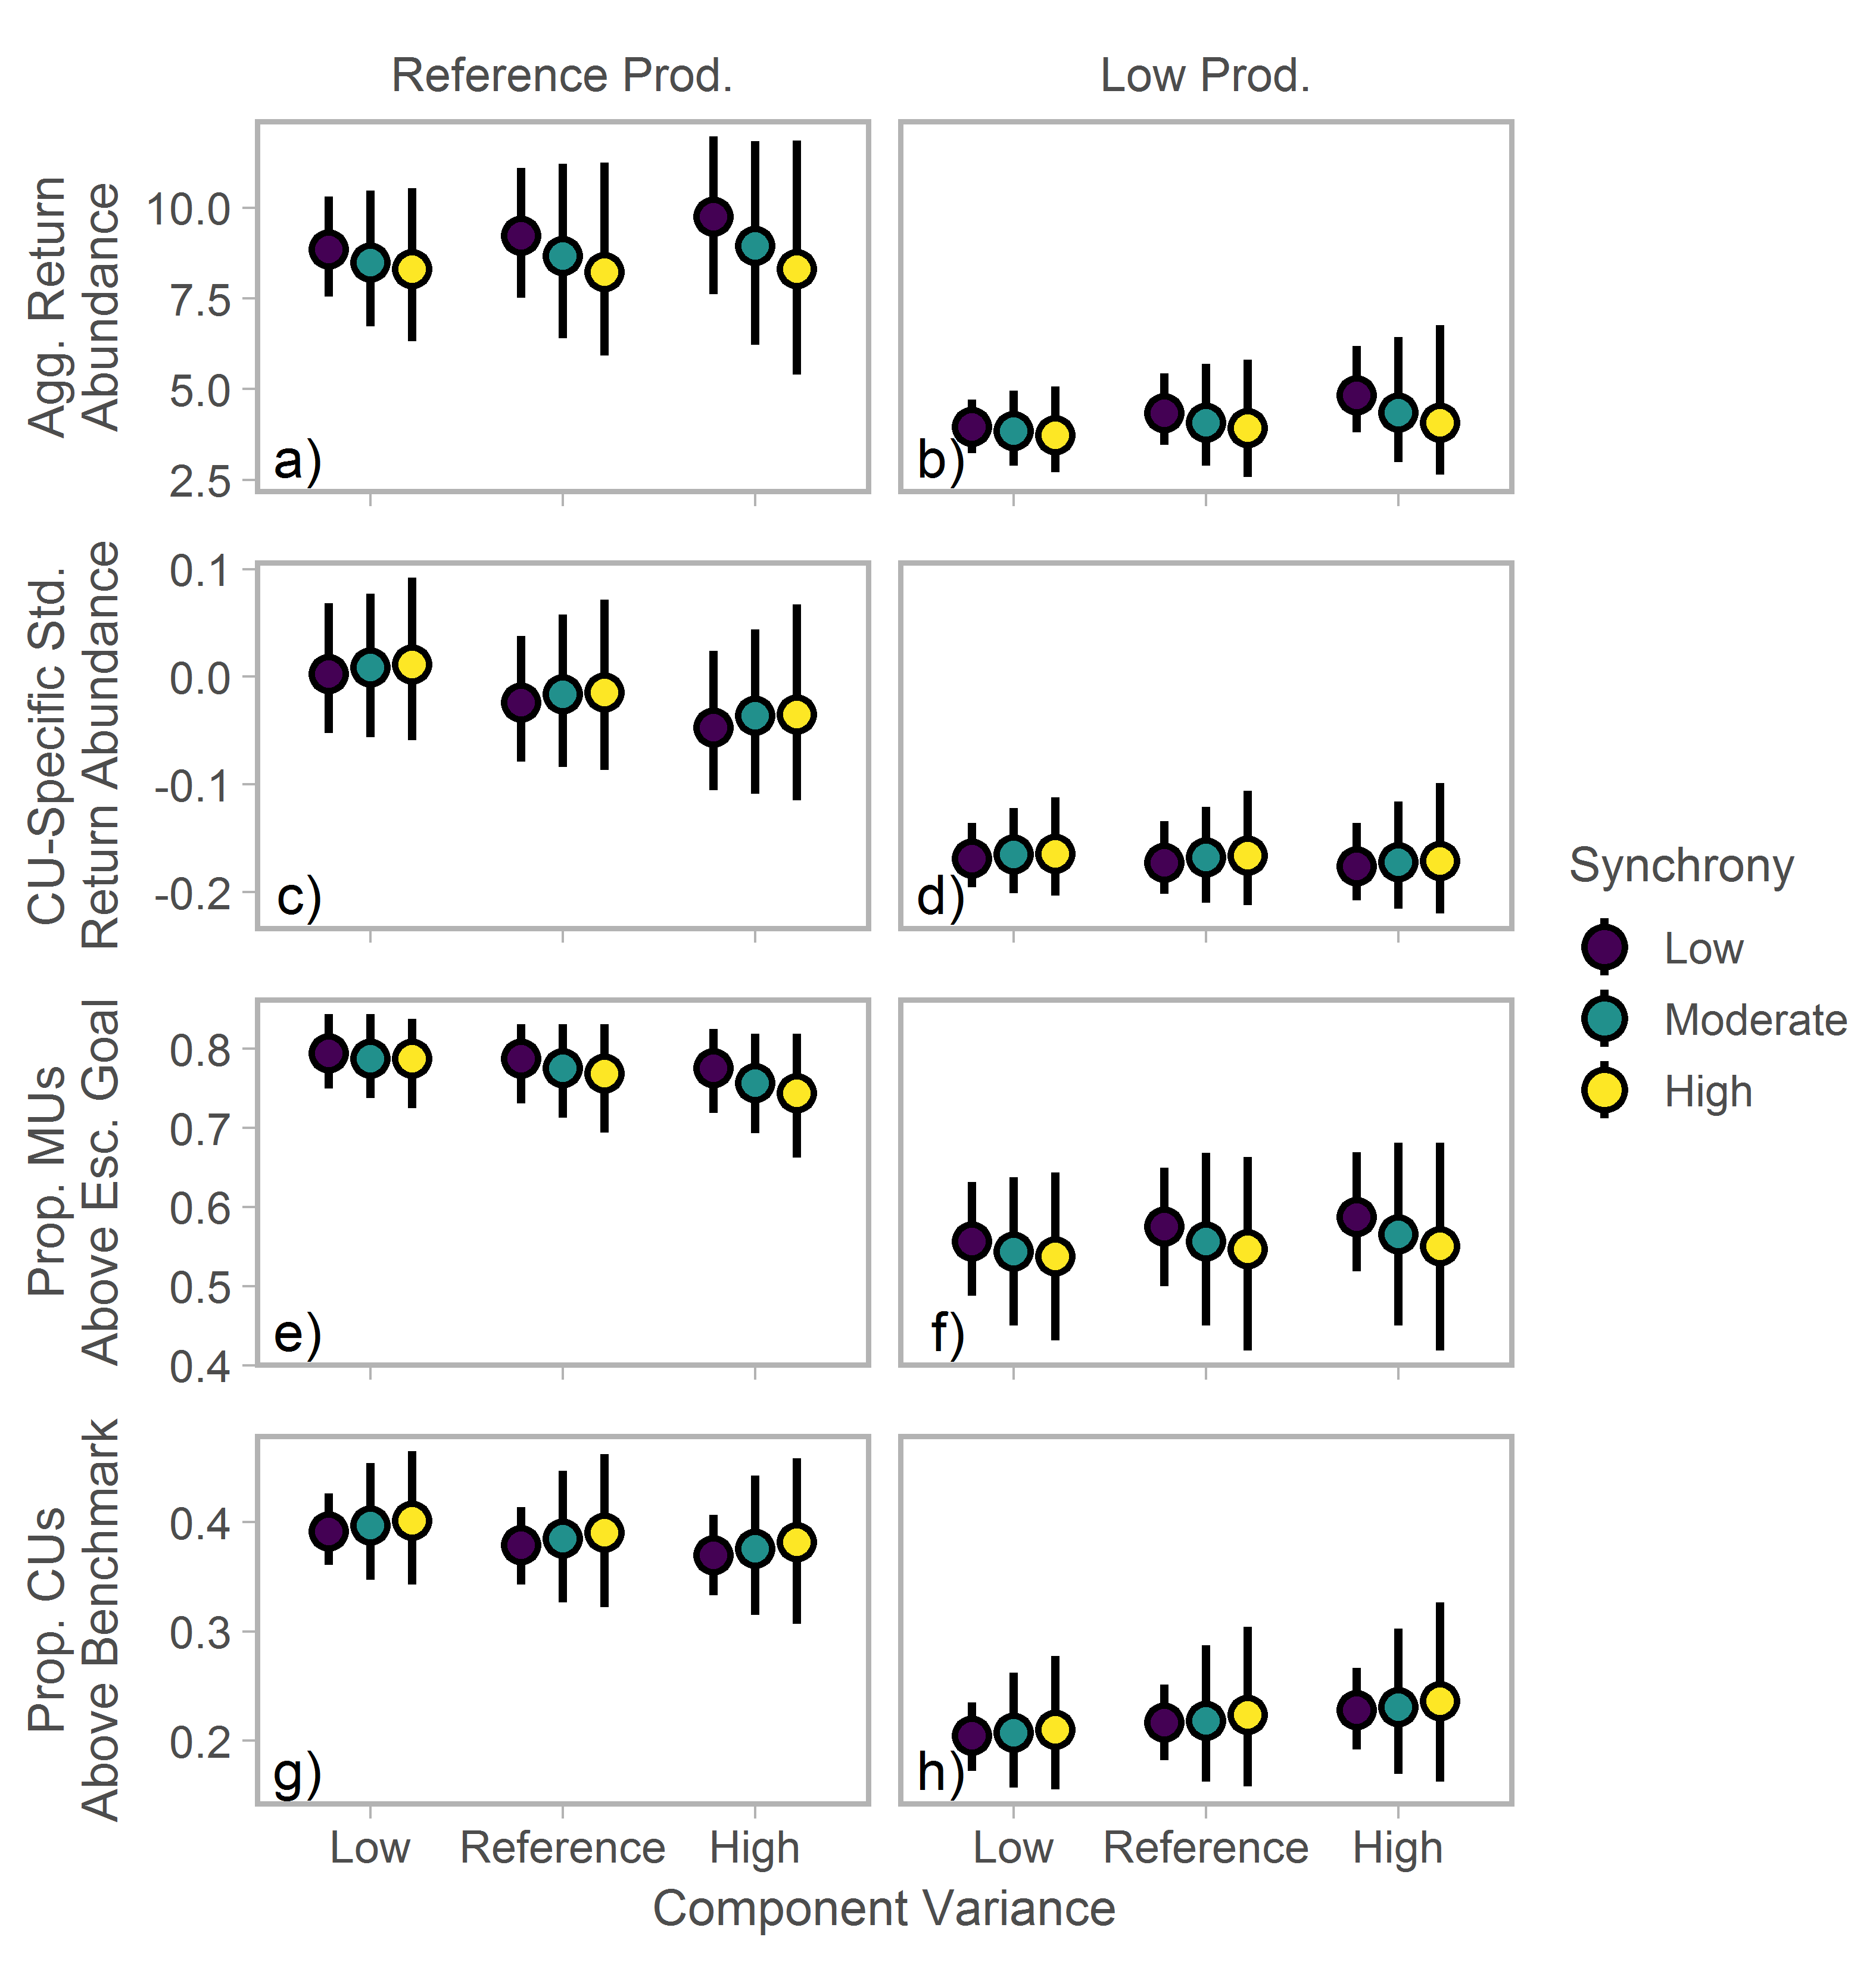 Reference Prod.
Low Prod.
Agg. Return
Abundance
10.0
7.5
5.0
2.5
a)
b)
CU-Specific Std.
Return Abundance
0.1
0.0
-0.1
-0.2
c)
d)
Prop. MUs
Above Esc. Goal
0.8
0.7
0.6
0.5
0.4
e)
f)
Prop. CUs
Above Benchmark
0.4
0.3
0.2
g)
h)
Low
Reference
High
Low
Reference
High
Component Variance
Synchrony
Low
Moderate
High